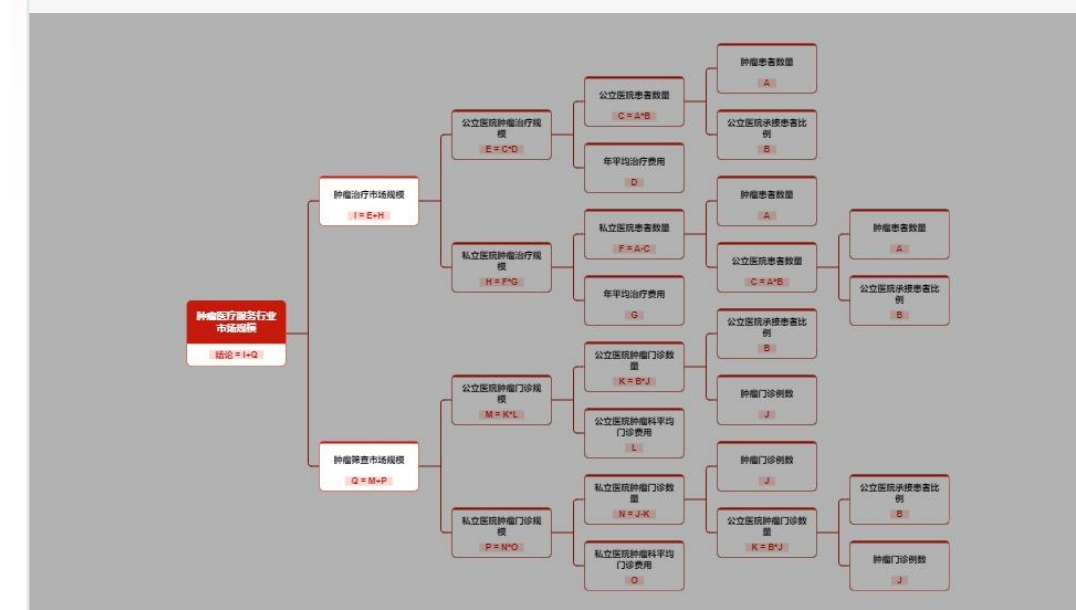 肿瘤患者数量
A
公立医院患者数量
C = A*B
公立医院肿瘤治疗规
模
E = C*D
公立医院承接患者比
例
B
年平均治疗费用
D
肿瘤治疗市场规模
I = E+H
肿瘤患者数量
A
私立医院患者数量
F = A-C
肿瘤患者数量
A
私立医院肿瘤治疗规
模
H = F*G
公立医院患者数量
C = A*B
年平均治疗费用
G
公立医院承接患者比
例
B
肿瘤医疗服务行业
市场规模
结论 = I+Q
公立医院承接患者比
例
B
公立医院肿瘤门诊数
量
K = B*J
公立医院肿瘤门诊规
模
M = K*L
肿瘤门诊例数
J
公立医院肿瘤科平均
门诊费用
L
肿瘤筛查市场规模
Q = M+P
肿瘤门诊例数
J
私立医院肿瘤门诊数
量
N = J-K
公立医院承接患者比
例
B
私立医院肿瘤门诊规
模
P = N*O
公立医院肿瘤门诊数
量
K = B*J
私立医院肿瘤科平均
门诊费用
O
肿瘤门诊例数
J